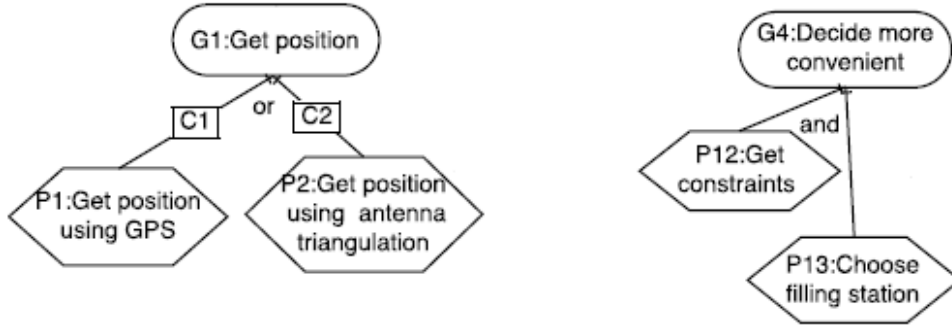 G1:Get position
C1
or
C2
P1:Get position
using GPS
P2:Get position
using antenna
triangulation
G4:Decide more
convenient
and
P12:Get
constraints
P13:Choose
filling station